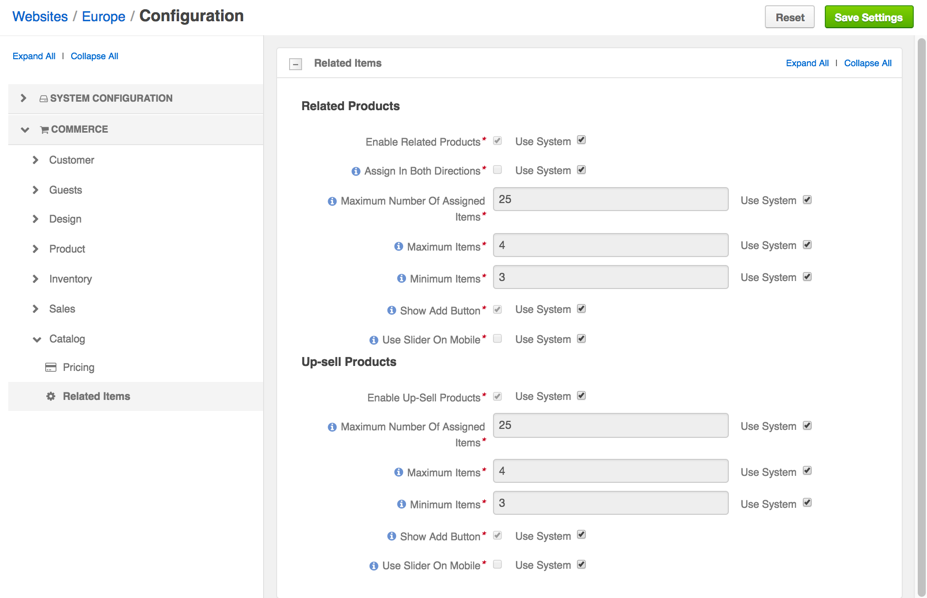 Websites / Europe / Configuration
Reset
Save Settings
Expand All | Collapse All
SYSTEM CONFIGURATION
COMMERCE
Customer
Guests
Design
Product
Inventory
Sales
Catalog
Pricing
Related Items
Related Items
Expand All | Collapse All
Related Products
Enable Related Products* Use System
Assign In Both Directions* Use System
Maximum Number Of Assigned
Items* 25 Use System
Maximum Items* 4 Use System
Minimum Items* 3 Use System
Show Add Button* Use System
Use Slider On Mobile* Use System
Up-sell Products
Enable Up-Sell Products* Use System
Maximum Number Of Assigned
Items* 25 Use System
Maximum Items* 4 Use System
Minimum Items* 3 Use System
Show Add Button* Use System
Use Slider On Mobile* Use System